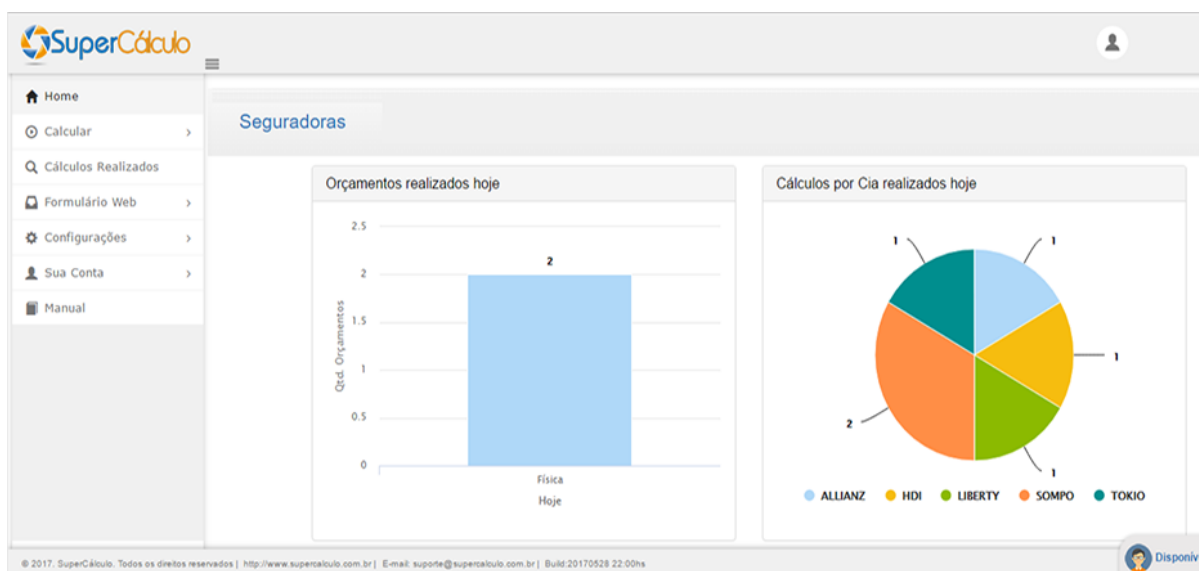 SuperCálculo
Home
Calcular
Cálculos Realizados
Formulário Web
Configurações
Sua Conta
Manual
Seguradoras
Orçamentos realizados hoje
2.5
2
1.5
1
0.5
0
Qtd. Orçamentos
2
Física
Hoje
Cálculos por Cia realizados hoje
1
1
1
2
1
ALLIANZ
HDI
LIBERTY
SOMPO
TOKIO
© 2017. SuperCálculo. Todos os direitos reservados | http://www.supercalculo.com.br | E-mail: suporte@supercalculo.com.br | Build:20170528 22:00hs
Disponív